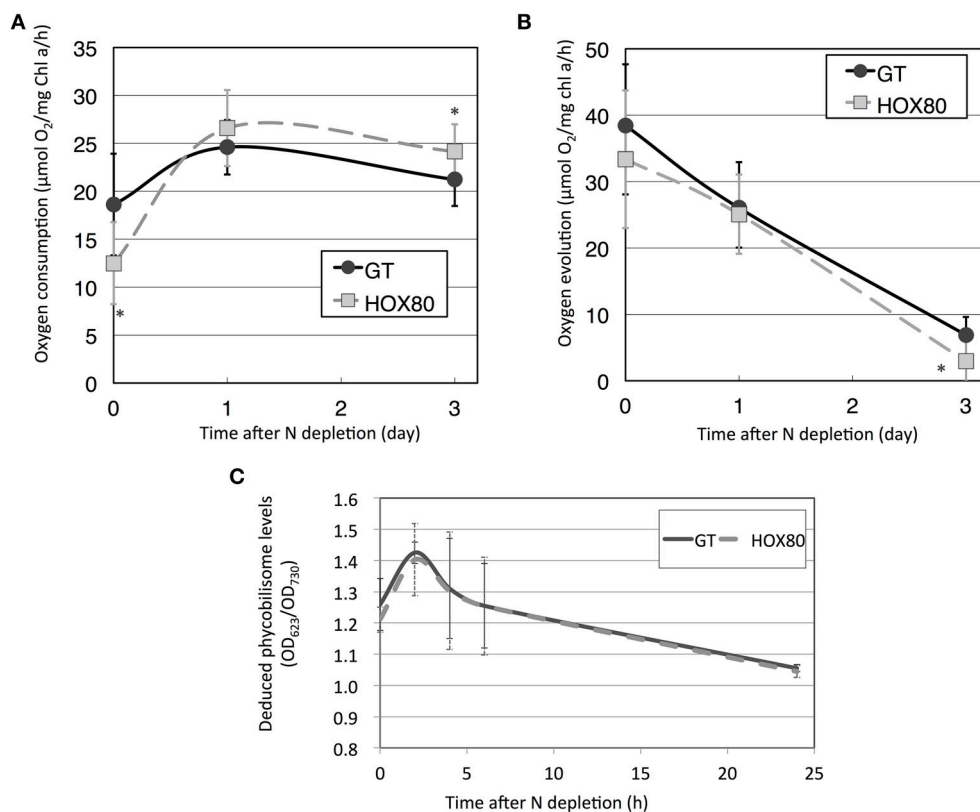 A
Oxygen consumption (µmol O2/mg Chl a/h)
35
30
25
20
15
10
5
0
*
*
GT
HOX80
0 1 2 3
Time after N depletion (day)
B
Oxygen evolution (µmol O2/mg chl a/h)
50
40
30
20
10
0
GT
HOX80
*
0 1 2 3
Time after N depletion (day)
C
Deduced phycobilisome levels
(OD623/OD730)
1.6
1.5
1.4
1.3
1.2
1.1
1.0
0.9
0.8
GT HOX80
0 5 10 15 20 25
Time after N depletion (h)